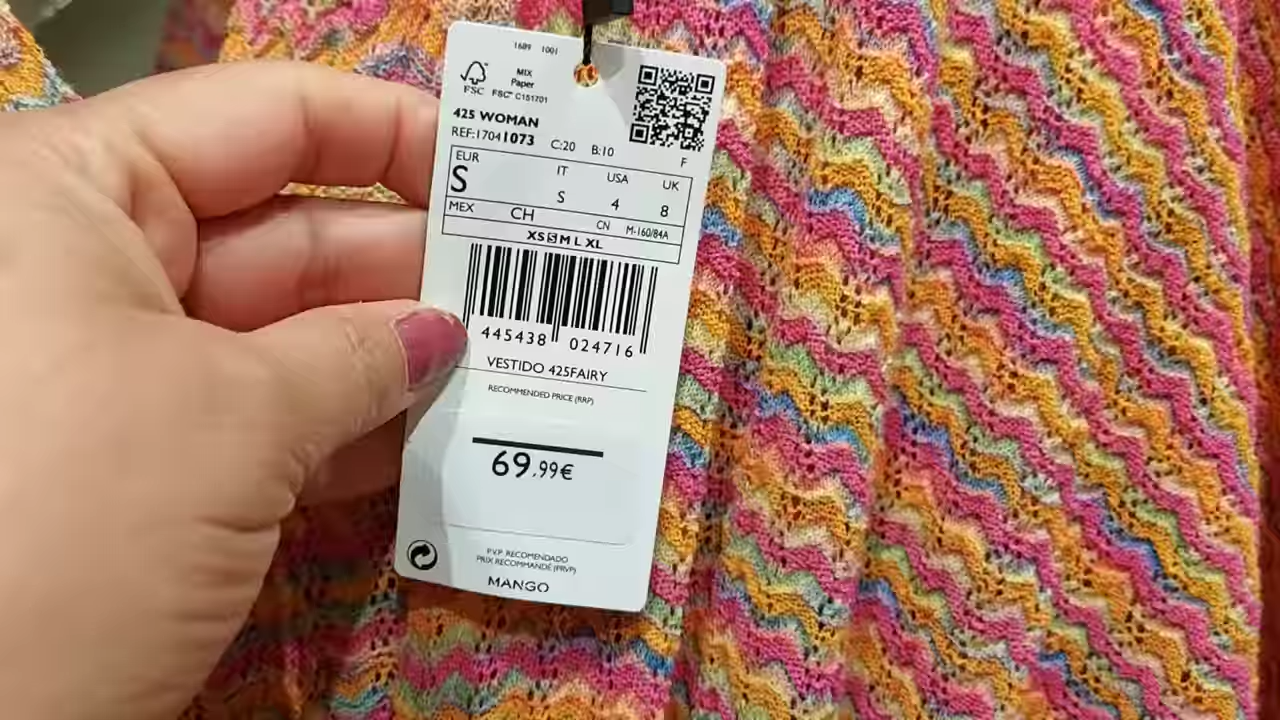 1689 1001
MIX
Paper
FSC FSC™ C151701
425 WOMAN
REF:17041073 C:20 B:10
F
EUR IT USA UK
S S 4 8
MEX CH CN M-160/84A
XS S M L XL
445438 024716
VESTIDO 425FAIRY
RECOMMENDED PRICE (RRP)
69.99€
P.V.P. RECOMENDADO
PRIX RECOMMANDÉ (PRVP)
MANGO